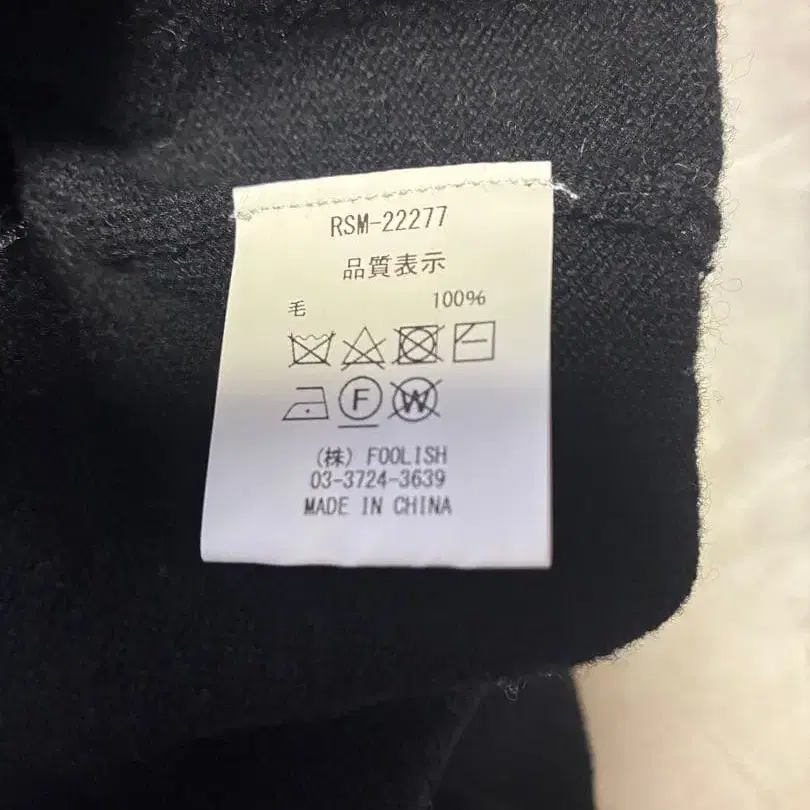 RSM-22277
品質表示
毛 100%
F W
(株) FOOLISH
03-3724-3639
MADE IN CHINA